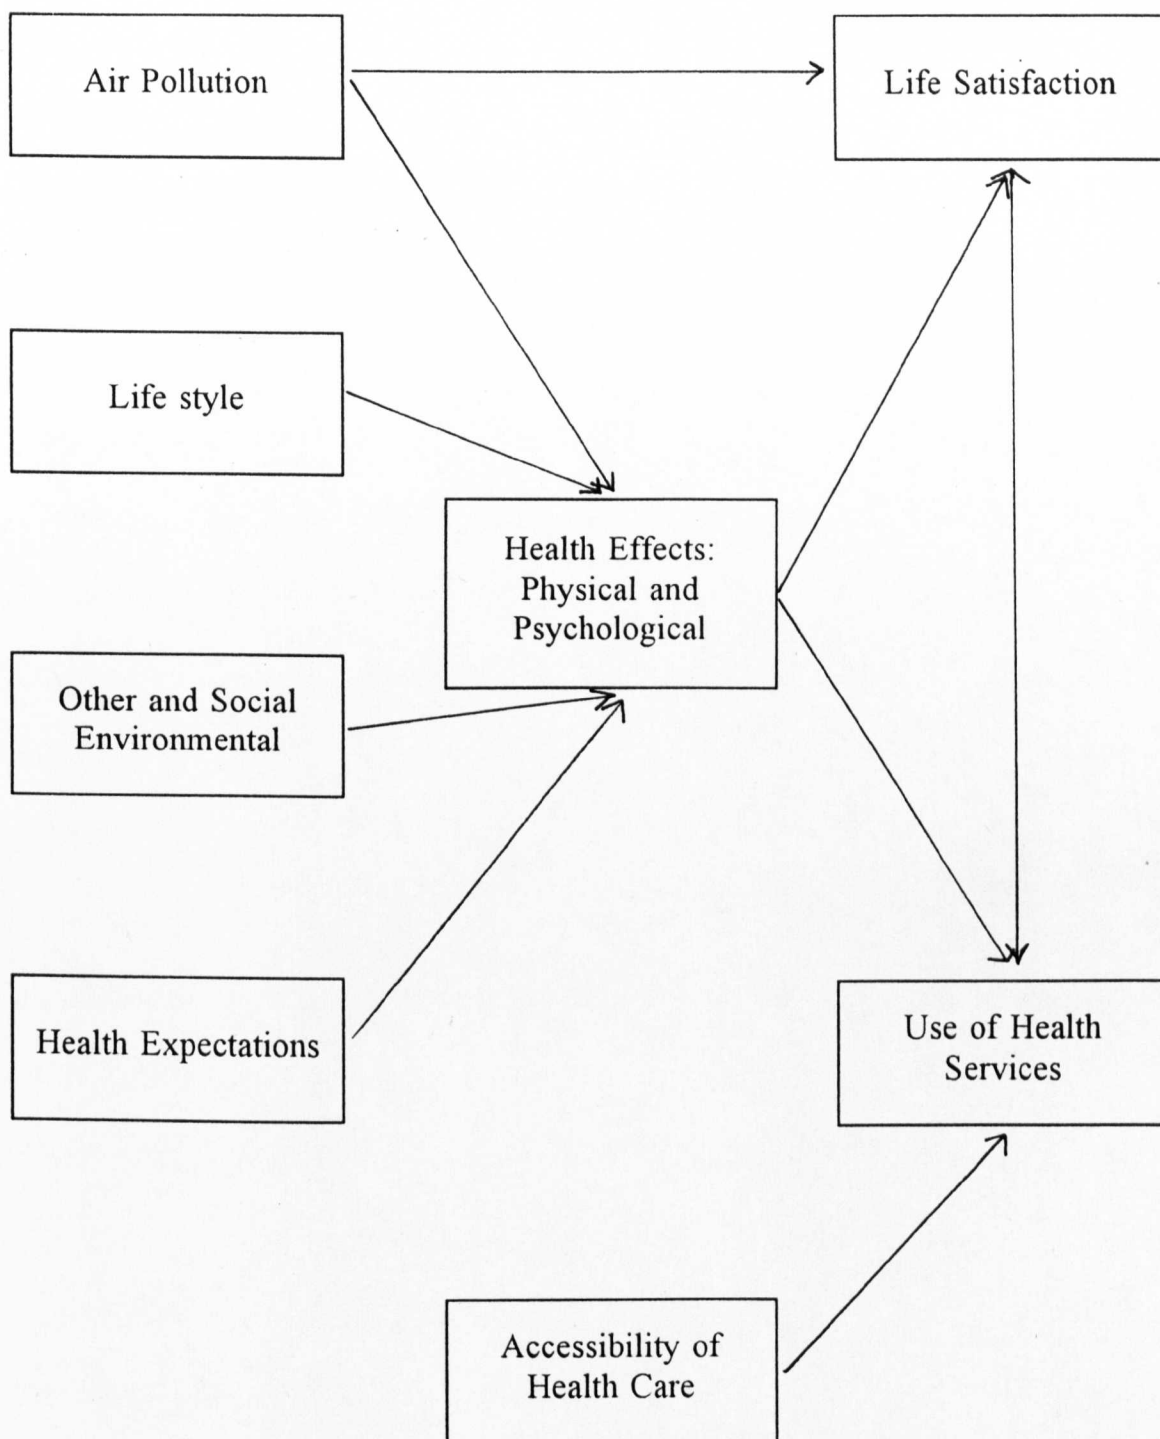 Air Pollution
Life Satisfaction
Life style
Health Effects:
Physical and
Psychological
Other and Social
Environmental
Health Expectations
Use of Health
Services
Accessibility of
Health Care